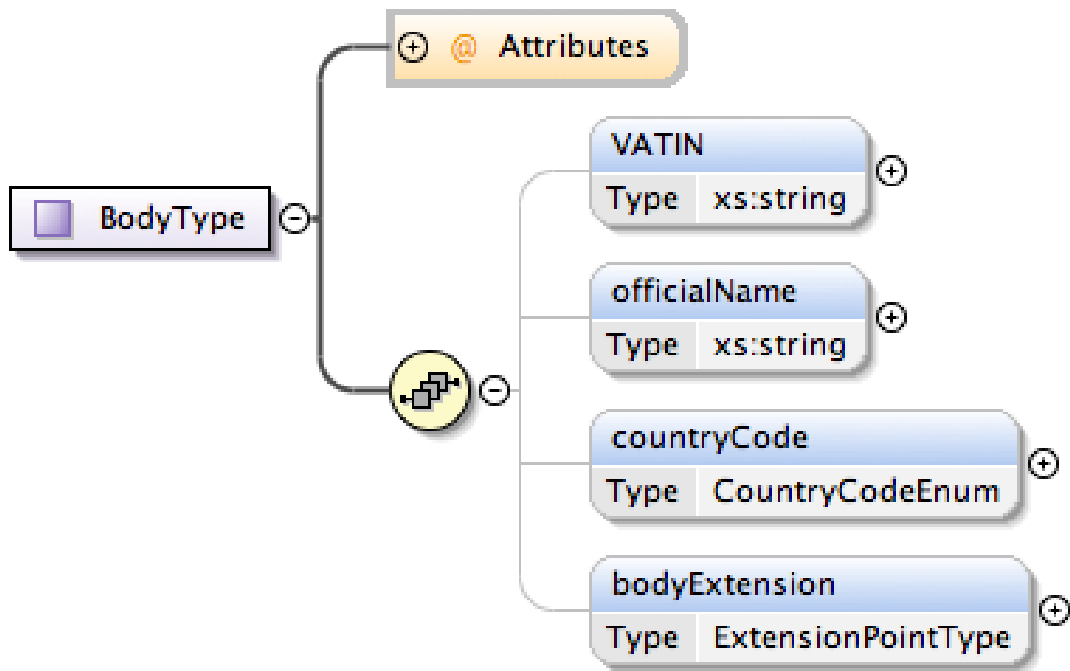 @ Attributes
BodyType
VATIN
Type xs:string
officialName
Type xs:string
countryCode
Type CountryCodeEnum
bodyExtension
Type ExtensionPointType